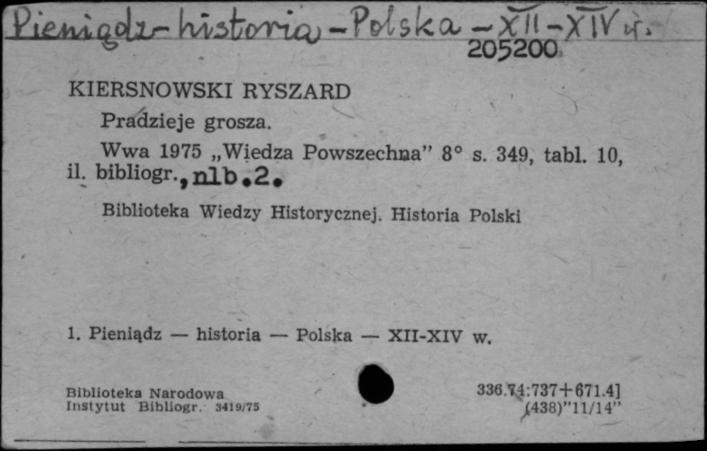 Pieniądz - historia - Polska - XII - XIV w.
205200
KIERSNOWSKI RYSZARD
Pradzieje grosza.
Wwa 1975 „Wiedza Powszechna” 8° s. 349, tabl. 10,
il. bibliogr., nlb.2.
Biblioteka Wiedzy Historycznej. Historia Polski
1. Pieniądz — historia — Polska — XII-XIV w.
Biblioteka Narodowa 336.74:737+671.4]
Instytut Bibliogr. 3419/75 (438)”11/14”